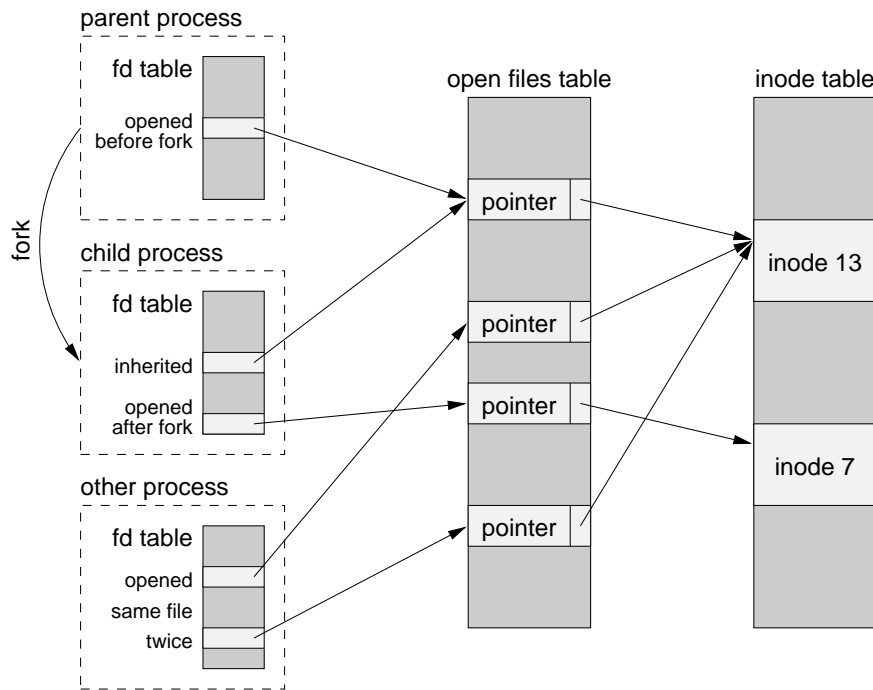 parent process
fd table
opened
before fork
fork
child process
fd table
inherited
opened
after fork
other process
fd table
opened
same file
twice
open files table
pointer
pointer
pointer
pointer
inode table
inode 13
inode 7